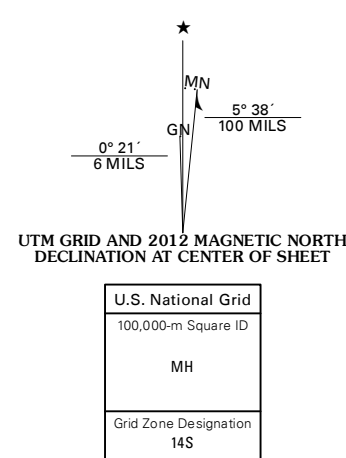 ★
MN
GN
5° 38´
100 MILS
0° 21´
6 MILS
UTM GRID AND 2012 MAGNETIC NORTH
DECLINATION AT CENTER OF SHEET
U.S. National Grid
100,000-m Square ID
MH
Grid Zone Designation
14S